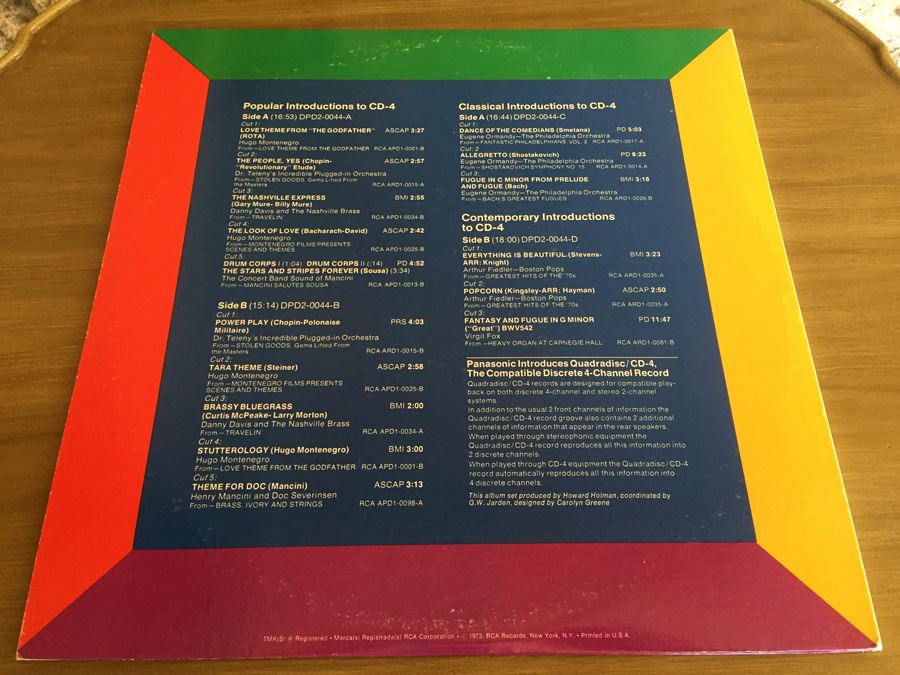 Popular Introductions to CD-4
Side A (16:53) DPD2-0044-A
Cut 1:
LOVE THEME FROM "THE GODFATHER" ASCAP 3:27
(ROTA)
Hugo Montenegro
From—LOVE THEME FROM THE GODFATHER RCA APD1-0001-B
Cut 2:
THE PEOPLE, YES (Chopin- ASCAP 2:57
"Revolutionary" Etude)
Dr. Teleny's Incredible Plugged-in Orchestra
From—STOLEN GOODS, Gems Lifted From
the Masters RCA ARD1-0015-A
Cut 3:
THE NASHVILLE EXPRESS BMI 2:55
(Gary Mure- Billy Mure)
Danny Davis and The Nashville Brass
From—TRAVELIN' RCA APD1-0034-B
Cut 4:
THE LOOK OF LOVE (Bacharach-David) ASCAP 2:42
Hugo Montenegro
From—MONTENEGRO FILMS PRESENTS
SCENES AND THEMES RCA APD1-0025-B
Cut 5:
DRUM CORPS I (1:04) DRUM CORPS II (:14) PD 4:52
THE STARS AND STRIPES FOREVER (Sousa) (3:34)
The Concert Band Sound of Mancini
From—MANCINI SALUTES SOUSA RCA APD1-0013-B
Side B (15:14) DPD2-0044-B
Cut 1:
POWER PLAY (Chopin-Polonaise PRS 4:03
Militaire)
Dr. Teleny's Incredible Plugged-in Orchestra
From—STOLEN GOODS, Gems Lifted From
the Masters RCA ARD1-0015-B
Cut 2:
TARA THEME (Steiner) ASCAP 2:58
Hugo Montenegro
From—MONTENEGRO FILMS PRESENTS
SCENES AND THEMES RCA APD1-0025-B
Cut 3:
BRASSY BLUEGRASS BMI 2:00
(Curtis McPeake- Larry Morton)
Danny Davis and The Nashville Brass
From—TRAVELIN' RCA APD1-0034-A
Cut 4:
STUTTEROLOGY (Hugo Montenegro) BMI 3:00
Hugo Montenegro
From—LOVE THEME FROM THE GODFATHER RCA APD1-0001-B
Cut 5:
THEME FOR DOC (Mancini) ASCAP 3:13
Henry Mancini and Doc Severinsen
From—BRASS, IVORY AND STRINGS RCA APD1-0098-A
Classical Introductions to CD-4
Side A (16:44) DPD2-0044-C
Cut 1:
DANCE OF THE COMEDIANS (Smetana) PD 5:03
Eugene Ormandy—The Philadelphia Orchestra
From—FANTASTIC PHILADELPHIANS, VOL. 2 RCA ARD1-0017-A
Cut: 2
ALLEGRETTO (Shostakovich) PD 8:23
Eugene Ormandy—The Philadelphia Orchestra
From—SHOSTAKOVICH SYMPHONY NO. 15 RCA ARD1-0014-A
Cut 3:
FUGUE IN C MINOR FROM PRELUDE BMI 3:18
AND FUGUE (Bach)
Eugene Ormandy—The Philadelphia Orchestra
From—BACH'S GREATEST FUGUES RCA ARD1-0026-B
Contemporary Introductions
to CD-4
Side B (18:00) DPD2-0044-D
Cut 1:
EVERYTHING IS BEAUTIFUL (Stevens- BMI 3:23
ARR: Knight)
Arthur Fiedler—Boston Pops
From—GREATEST HITS OF THE '70s RCA ARD1-0035-A
Cut 2:
POPCORN (Kingsley-ARR: Hayman) ASCAP 2:50
Arthur Fiedler—Boston Pops
From—GREATEST HITS OF THE '70s RCA ARD1-0035-A
Cut 3:
FANTASY AND FUGUE IN G MINOR PD 11:47
("Great") BWV542
Virgil Fox
From—HEAVY ORGAN AT CARNEGIE HALL RCA ARD1-0081-B
Panasonic Introduces Quadradisc/CD-4,
The Compatible Discrete 4-Channel Record
Quadradisc/CD-4 records are designed for compatible play-
back on both discrete 4-channel and stereo 2-channel
systems.
In addition to the usual 2 front channels of information the
Quadradisc/CD-4 record groove also contains 2 additional
channels of information that appear in the rear speakers.
When played through stereophonic equipment the
Quadradisc/CD-4 record reproduces all this information into
2 discrete channels.
When played through CD-4 equipment the Quadradisc/CD-4
record automatically reproduces all this information into
4 discrete channels.
This album set produced by Howard Holman, coordinated by
G.W. Jarden, designed by Carolyn Greene
TMK(S) ® Registered • Marca(s) Registrada(s) RCA Corporation • © 1973, RCA Records, New York, N.Y. • Printed in U.S.A.